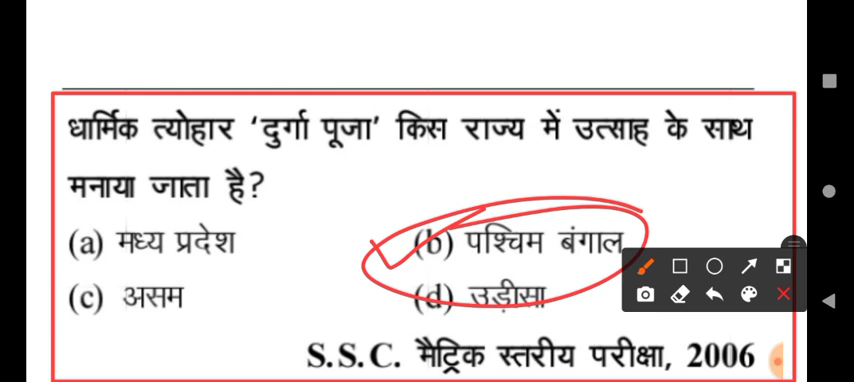 धार्मिक त्योहार ‘दुर्गा पूजा’ किस राज्य में उत्साह के साथ
मनाया जाता है?
(a) मध्य प्रदेश (b) पश्चिम बंगाल
(c) असम (d) उड़ीसा
S.S.C. मैट्रिक स्तरीय परीक्षा, 2006